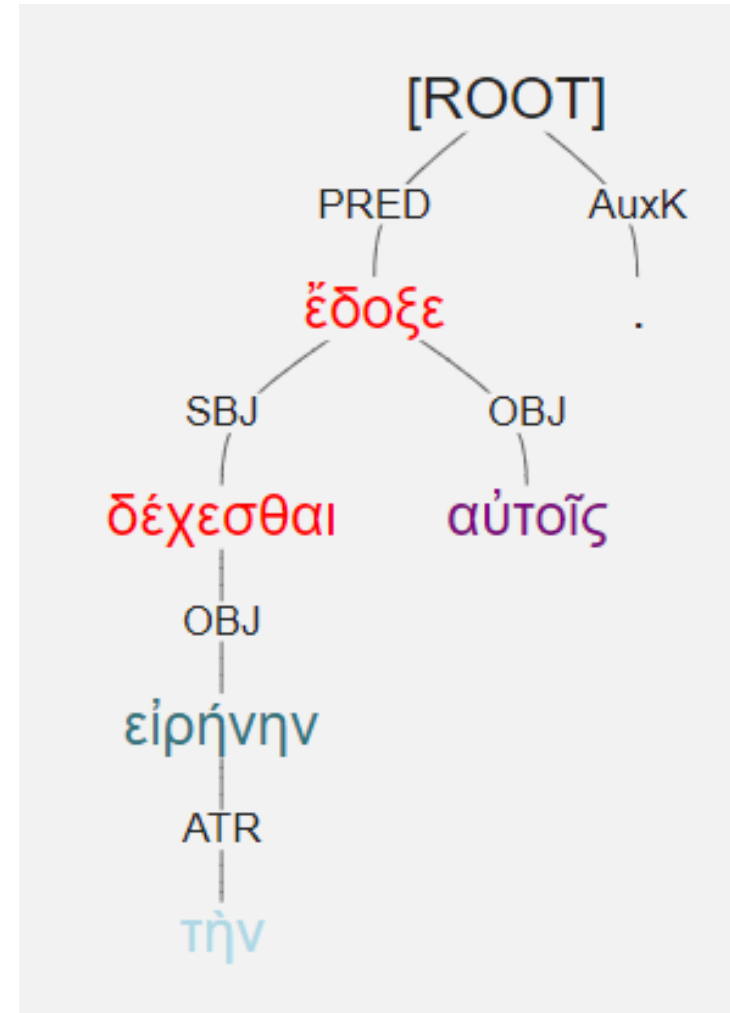 [ROOT]
PRED AuxK
ἔδοξε .
SBJ OBJ
δέχεσθαι αὐτοῖς
OBJ
εἰρήνην
ATR
τὴν